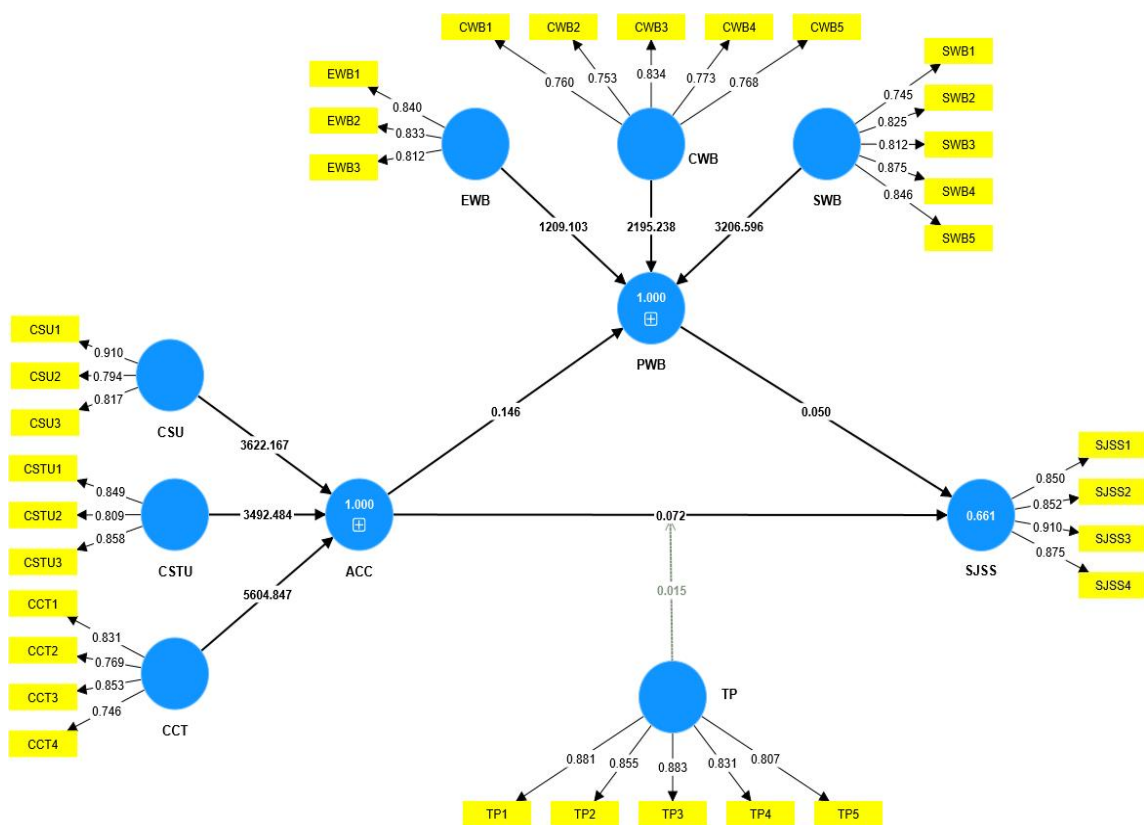 CWB1 CWB2 CWB3 CWB4 CWB5
0.760 0.753 0.834 0.773 0.768
CWB
EWB1
EWB2
EWB3
0.840
0.833
0.812
EWB
SWB1
SWB2
SWB3
SWB4
SWB5
0.745
0.825
0.812
0.875
0.846
SWB
1209.103 2195.238 3206.596
1.000
PWB
CSU1
CSU2
CSU3
0.910
0.794
0.817
CSU
3622.167
0.146
0.050
CSTU1
CSTU2
CSTU3
0.849
0.809
0.858
CSTU
3492.484
1.000
ACC
0.072
0.661
SJSS
0.850
0.852
0.910
0.875
SJSS1
SJSS2
SJSS3
SJSS4
CCT1
CCT2
CCT3
CCT4
0.831
0.769
0.853
0.746
CCT
5604.847
0.015
TP
0.881 0.855 0.883 0.831 0.807
TP1 TP2 TP3 TP4 TP5